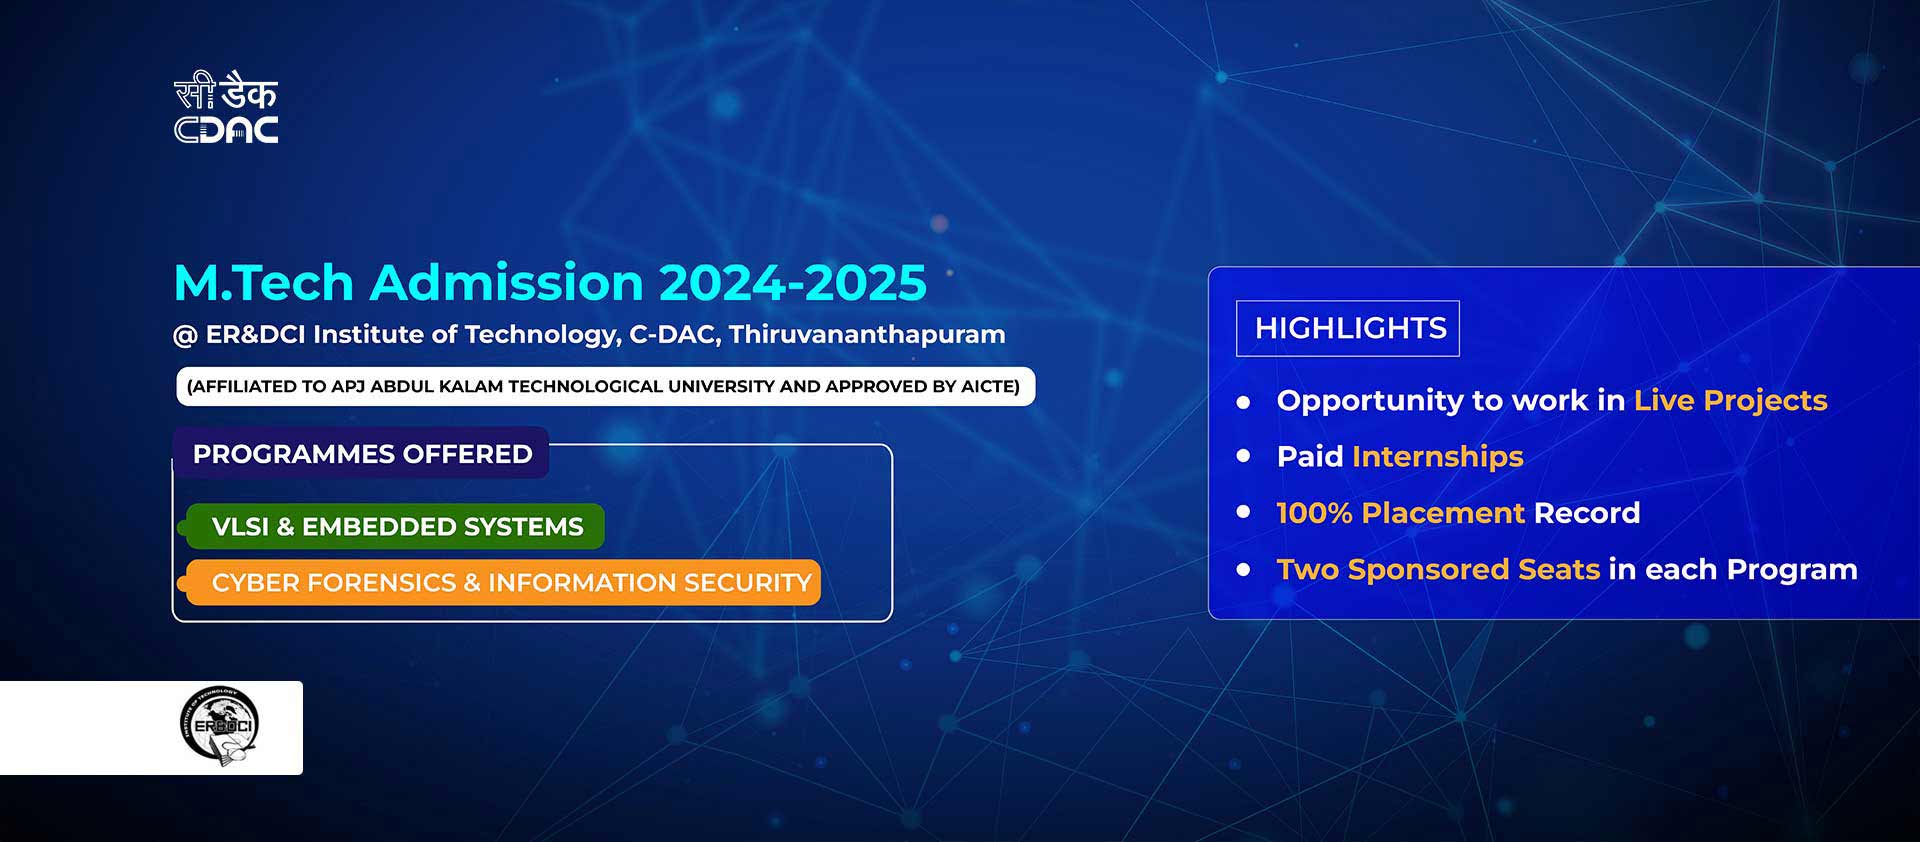 सी डैक
CDAC
M.Tech Admission 2024-2025
@ ER&DCI Institute of Technology, C-DAC, Thiruvananthapuram
(AFFILIATED TO APJ ABDUL KALAM TECHNOLOGICAL UNIVERSITY AND APPROVED BY AICTE)
PROGRAMMES OFFERED
VLSI & EMBEDDED SYSTEMS
CYBER FORENSICS & INFORMATION SECURITY
HIGHLIGHTS
Opportunity to work in Live Projects
Paid Internships
100% Placement Record
Two Sponsored Seats in each Program
INSTITUTE OF TECHNOLOGY
ER&DCI